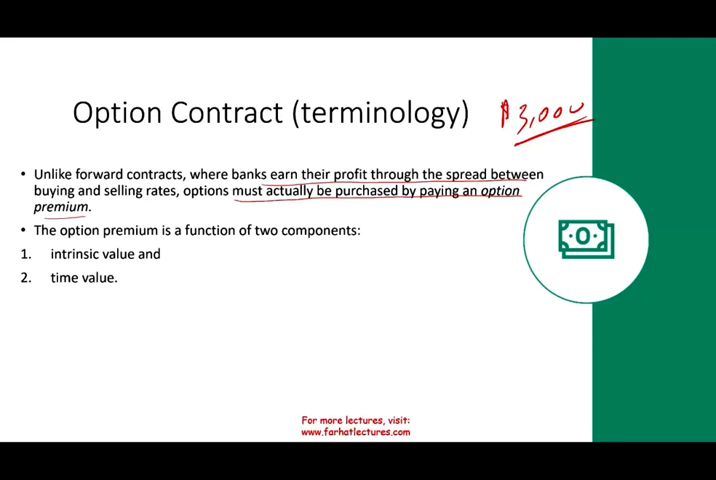 Option Contract (terminology) $3,000
• Unlike forward contracts, where banks earn their profit through the spread between
buying and selling rates, options must actually be purchased by paying an option
premium.
• The option premium is a function of two components:
1. intrinsic value and
2. time value.
For more lectures, visit:
www.farhatlectures.com